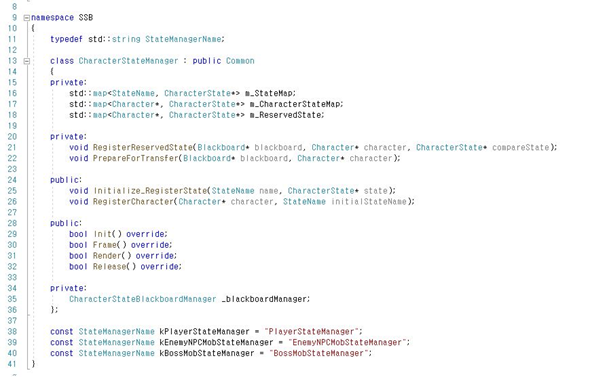 8
9 namespace SSB
10 {
11 typedef std::string StateManagerName;
12
13 class CharacterStateManager : public Common
14 {
15 private:
16 std::map<StateName, CharacterState*> m_StateMap;
17 std::map<Character*, CharacterState*> m_CharacterStateMap;
18 std::map<Character*, CharacterState*> m_ReservedState;
19
20 private:
21 void RegisterReservedState(Blackboard* blackboard, Character* character, CharacterState* compareState);
22 void PrepareForTransfer(Blackboard* blackboard, Character* character);
23
24 public:
25 void Initialize_RegisterState(StateName name, CharacterState* state);
26 void RegisterCharacter(Character* character, StateName initialStateName);
27
28 public:
29 bool Init() override;
30 bool Frame() override;
31 bool Render() override;
32 bool Release() override;
33
34 private:
35 CharacterStateBlackboardManager _blackboardManager;
36 };
37
38 const StateManagerName kPlayerStateManager = "PlayerStateManager";
39 const StateManagerName kEnemyNPCMobStateManager = "EnemyNPCMobStateManager";
40 const StateManagerName kBossMobStateManager = "BossMobStateManager";
41 }